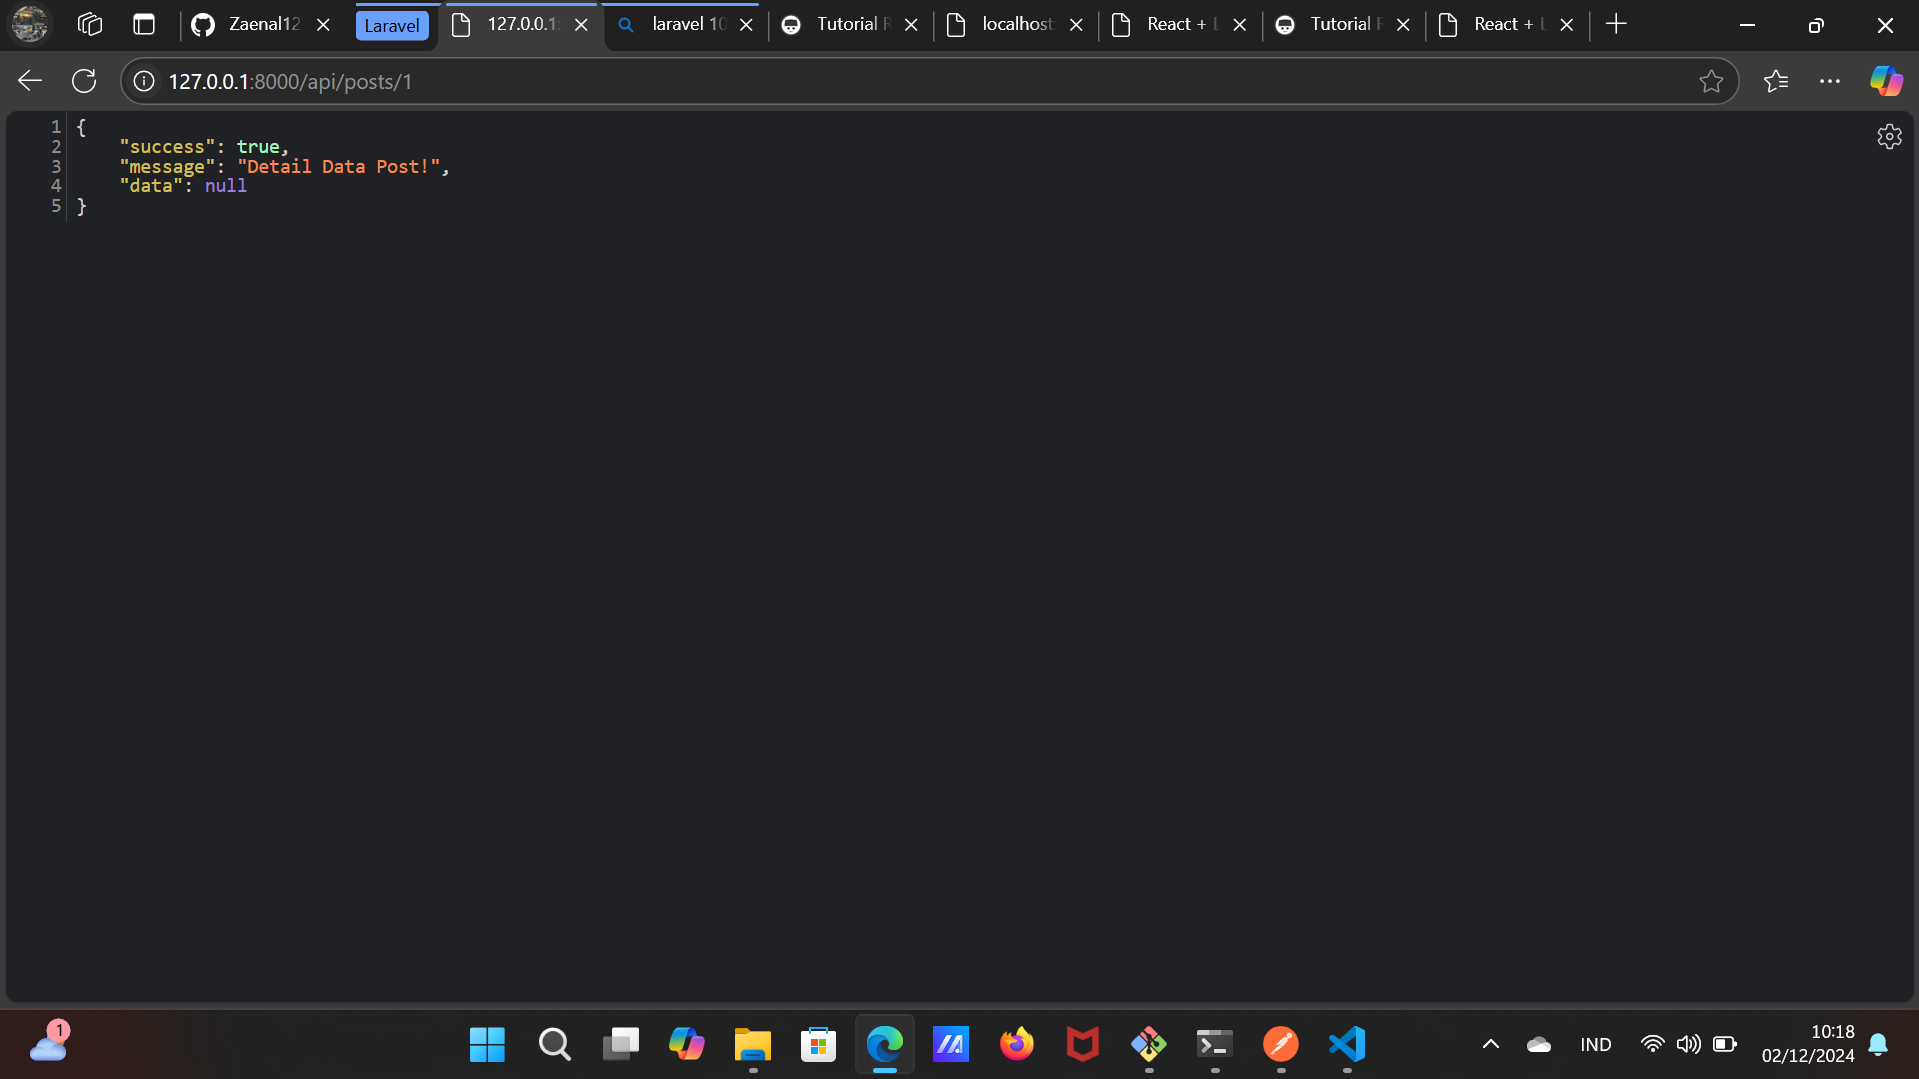 Zaenal12
Laravel
127.0.0.1:
laravel 10
Tutorial R
localhost:
React + L
Tutorial R
React + L
127.0.0.1:8000/api/posts/1
1 {
2 "success": true,
3 "message": "Detail Data Post!",
4 "data": null
5 }
1
IND
10:18
02/12/2024